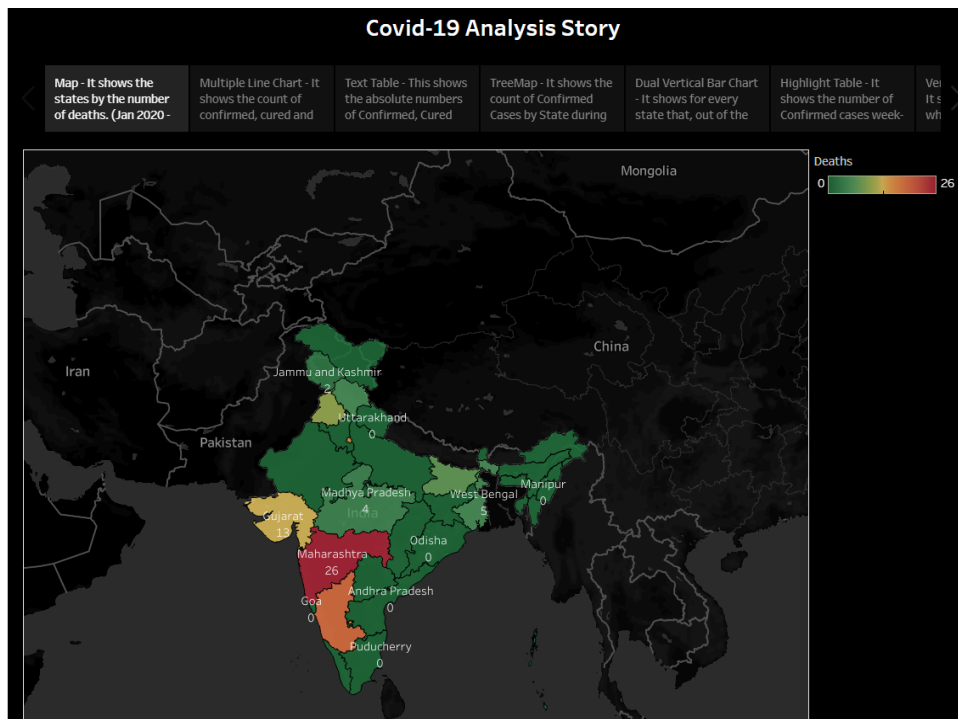 Covid-19 Analysis Story
Map - It shows the
states by the number
of deaths. (Jan 2020 -
Multiple Line Chart - It
shows the count of
confirmed, cured and
Text Table - This shows
the absolute numbers
of Confirmed, Cured
TreeMap - It shows the
count of Confirmed
Cases by State during
Dual Vertical Bar Chart
- It shows for every
state that, out of the
Highlight Table - It
shows the number of
Confirmed cases week-
Ver
It s
wh
Deaths
0
26
Mongolia
China
Iran
Pakistan
India
Jammu and Kashmir
2
Uttarakhand
0
Madhya Pradesh
4
West Bengal
5
Manipur
0
Gujarat
13
Odisha
0
Maharashtra
26
Goa
0
Andhra Pradesh
0
Puducherry
0